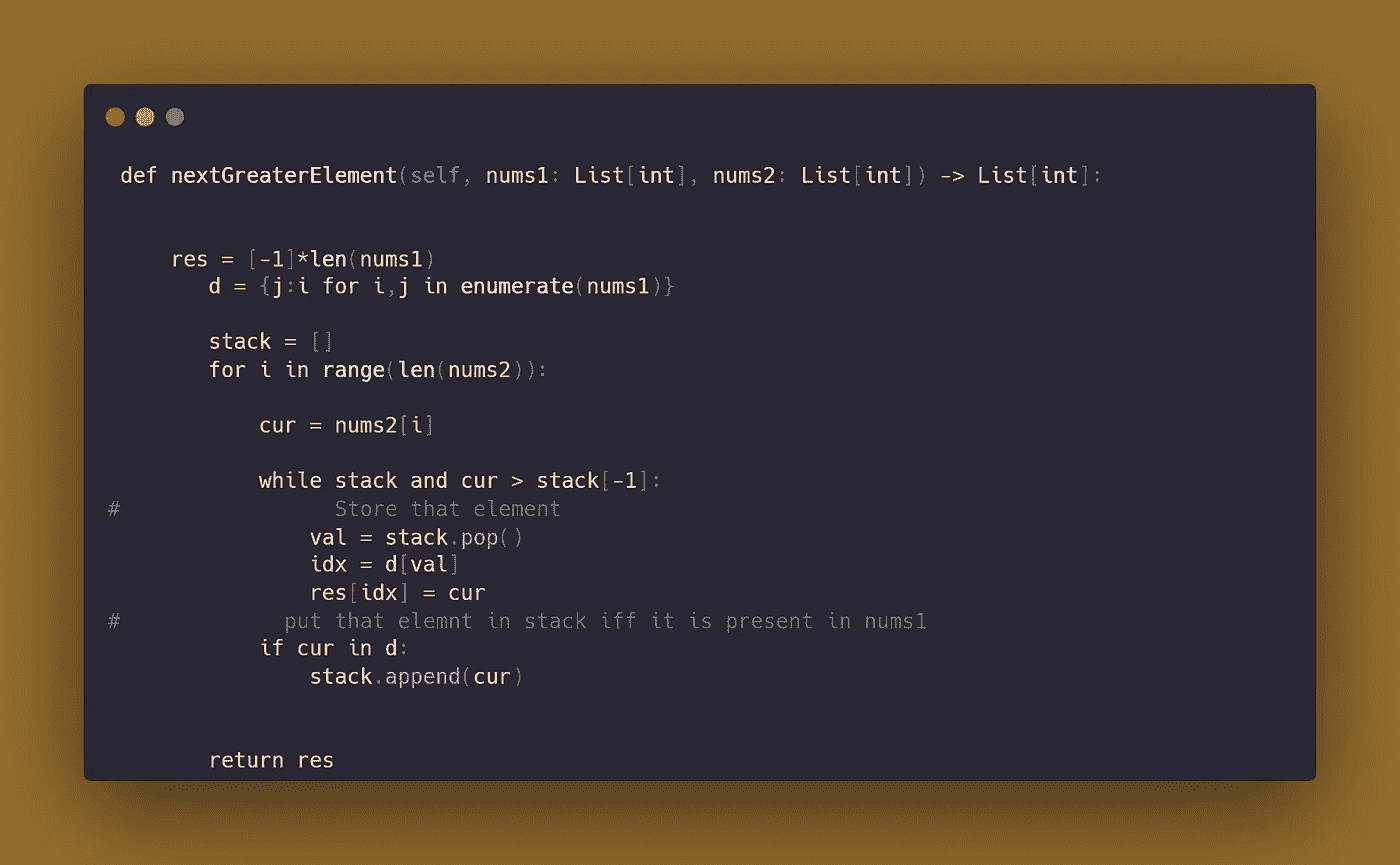 def nextGreaterElement(self, nums1: List[int], nums2: List[int]) -> List[int]:
res = [-1]*len(nums1)
d = {j:i for i,j in enumerate(nums1)}
stack = []
for i in range(len(nums2)):
cur = nums2[i]
while stack and cur > stack[-1]:
# Store that element
val = stack.pop()
idx = d[val]
res[idx] = cur
# put that elemnt in stack iff it is present in nums1
if cur in d:
stack.append(cur)
return res